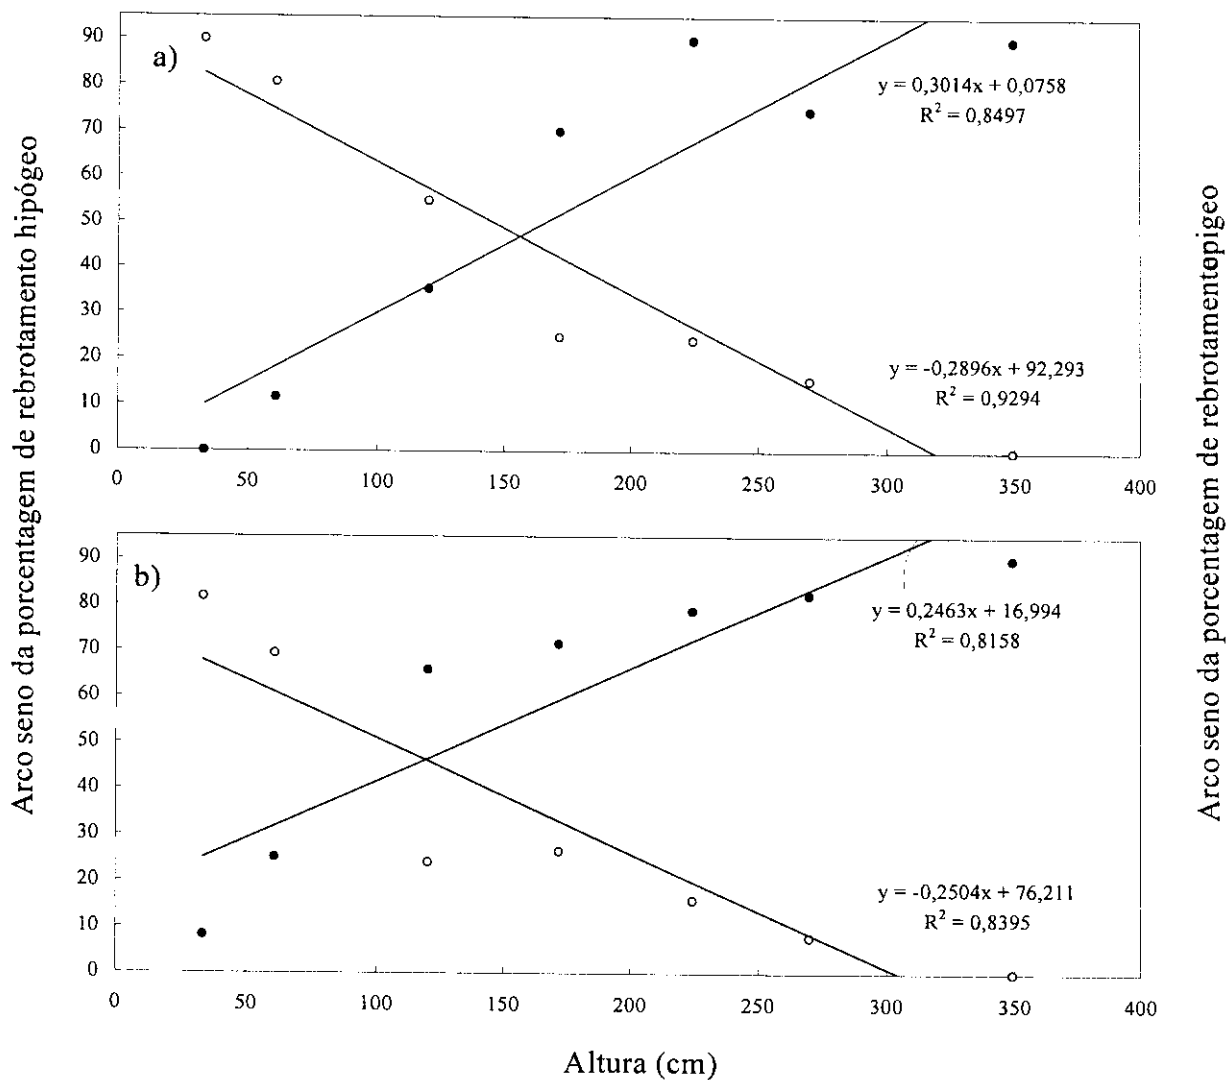 Arco seno da porcentagem de rebrotamento hipógeo
a)
90
80
70
60
50
40
30
20
10
0
0 50 100 150 200 250 300 350 400
y = 0,3014x + 0,0758
R² = 0,8497
y = -0,2896x + 92,293
R² = 0,9294
b)
90
80
70
60
50
40
30
20
10
0
0 50 100 150 200 250 300 350 400
y = 0,2463x + 16,994
R² = 0,8158
y = -0,2504x + 76,211
R² = 0,8395
Altura (cm)
Arco seno da porcentagem de rebrotamentoepigeo